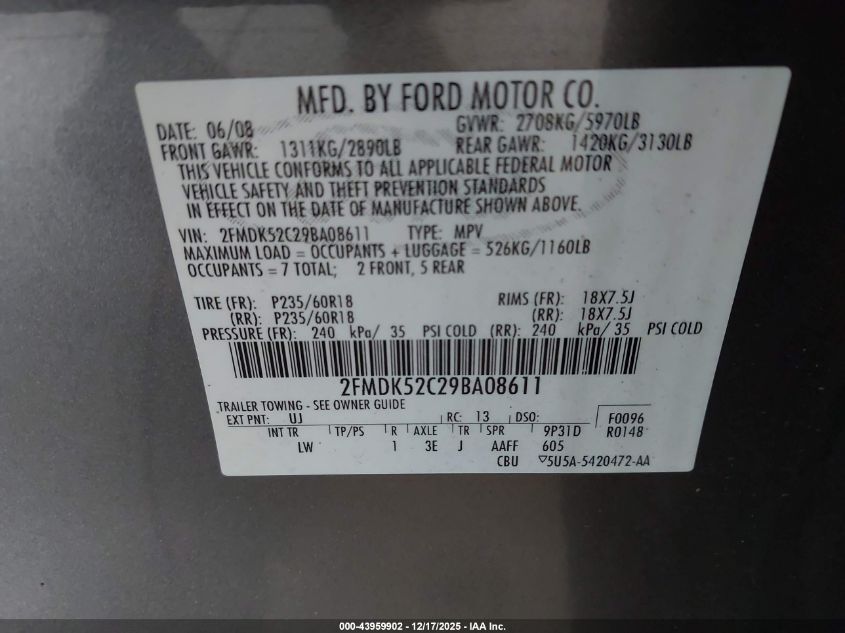 MFD. BY FORD MOTOR CO.
DATE: 06/08 GVWR: 2708KG/5970LB
FRONT GAWR: 1311KG/2890LB REAR GAWR: 1420KG/3130LB
THIS VEHICLE CONFORMS TO ALL APPLICABLE FEDERAL MOTOR
VEHICLE SAFETY AND THEFT PREVENTION STANDARDS
IN EFFECT ON THE DATE OF MANUFACTURE SHOWN ABOVE.
VIN: 2FMDK52C29BA08611 TYPE: MPV
MAXIMUM LOAD = OCCUPANTS + LUGGAGE = 526KG/1160LB
OCCUPANTS = 7 TOTAL; 2 FRONT, 5 REAR
TIRE (FR): P235/60R18 RIMS (FR): 18X7.5J
(RR): P235/60R18 (RR): 18X7.5J
PRESSURE (FR): 240 kPa/ 35 PSI COLD (RR): 240 kPa/ 35 PSI COLD
2FMDK52C29BA08611
TRAILER TOWING - SEE OWNER GUIDE
EXT PNT: UJ RC: 13 DSO: F0096
INT TR TP/PS R AXLE TR SPR 9P31D R0148
LW 1 3E J AAFF 605
CBU ▽5U5A-5420472-AA
000-43959902 - 12/17/2025 - IAA Inc.